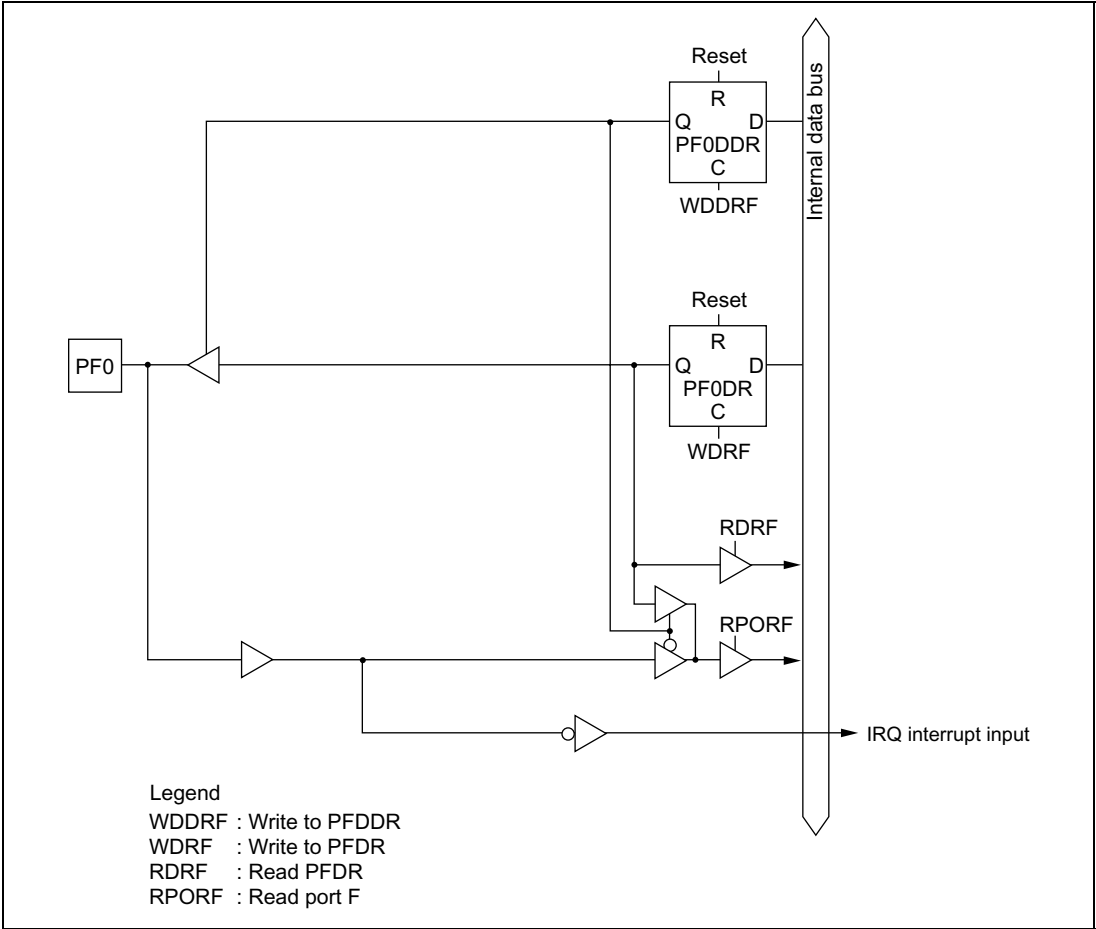 Reset
R
Q D
PF0DDR
C
WDDRF
Internal data bus
Reset
R
PF0
Q D
PF0DR
C
WDRF
RDRF
RPORF
IRQ interrupt input
Legend
WDDRF : Write to PFDDR
WDRF : Write to PFDR
RDRF : Read PFDR
RPORF : Read port F